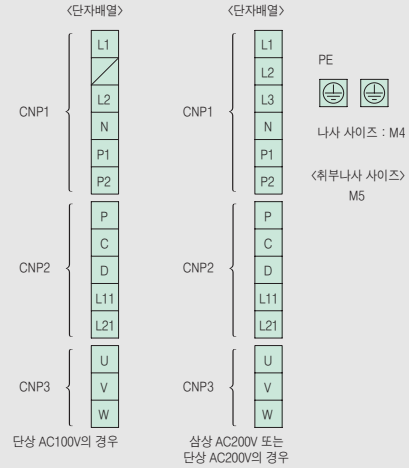 <단자배열>
CNP1
L1
L2
N
P1
P2
CNP2
P
C
D
L11
L21
CNP3
U
V
W
단상 AC100V의 경우
<단자배열>
CNP1
L1
L2
L3
N
P1
P2
CNP2
P
C
D
L11
L21
CNP3
U
V
W
삼상 AC200V 또는
단상 AC200V의 경우
PE
나사 사이즈 : M4
<취부나사 사이즈>
M5